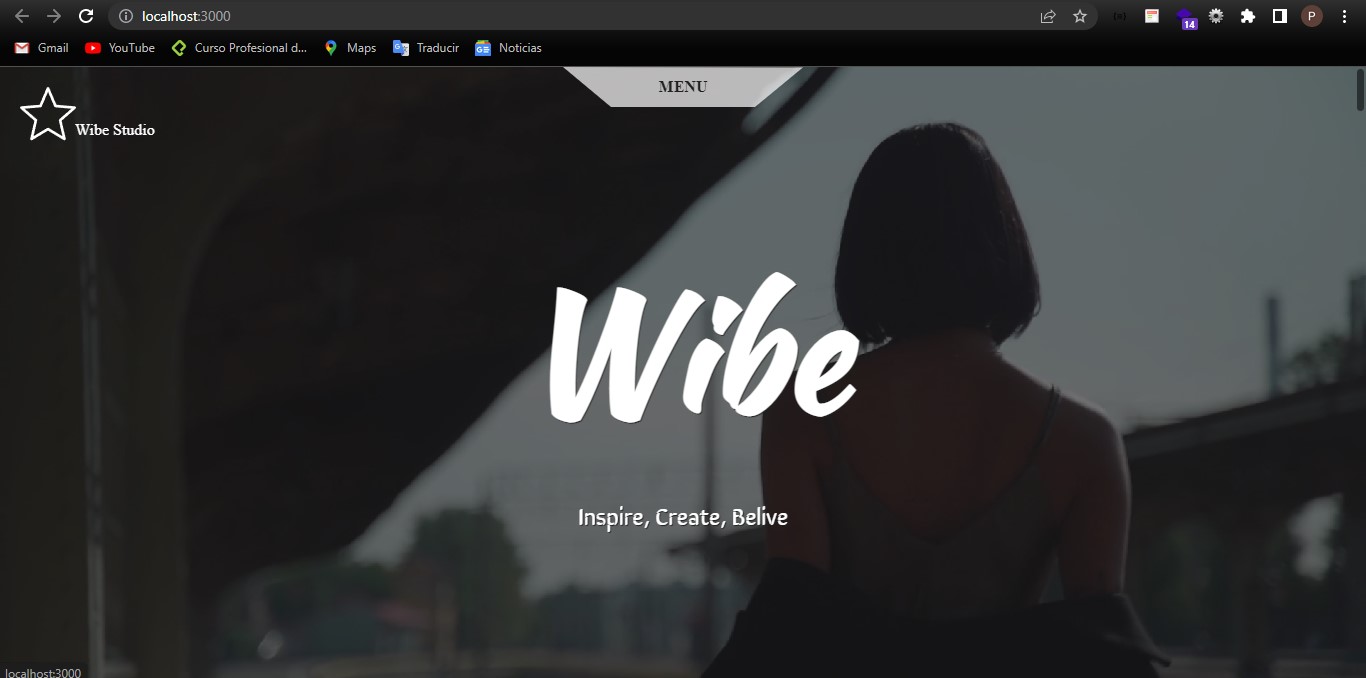 localhost:3000
14
P
Gmail
YouTube
Curso Profesional d...
Maps
Traducir
Noticias
MENU
Wibe Studio
Wibe
Inspire, Create, Belive
localhost:3000